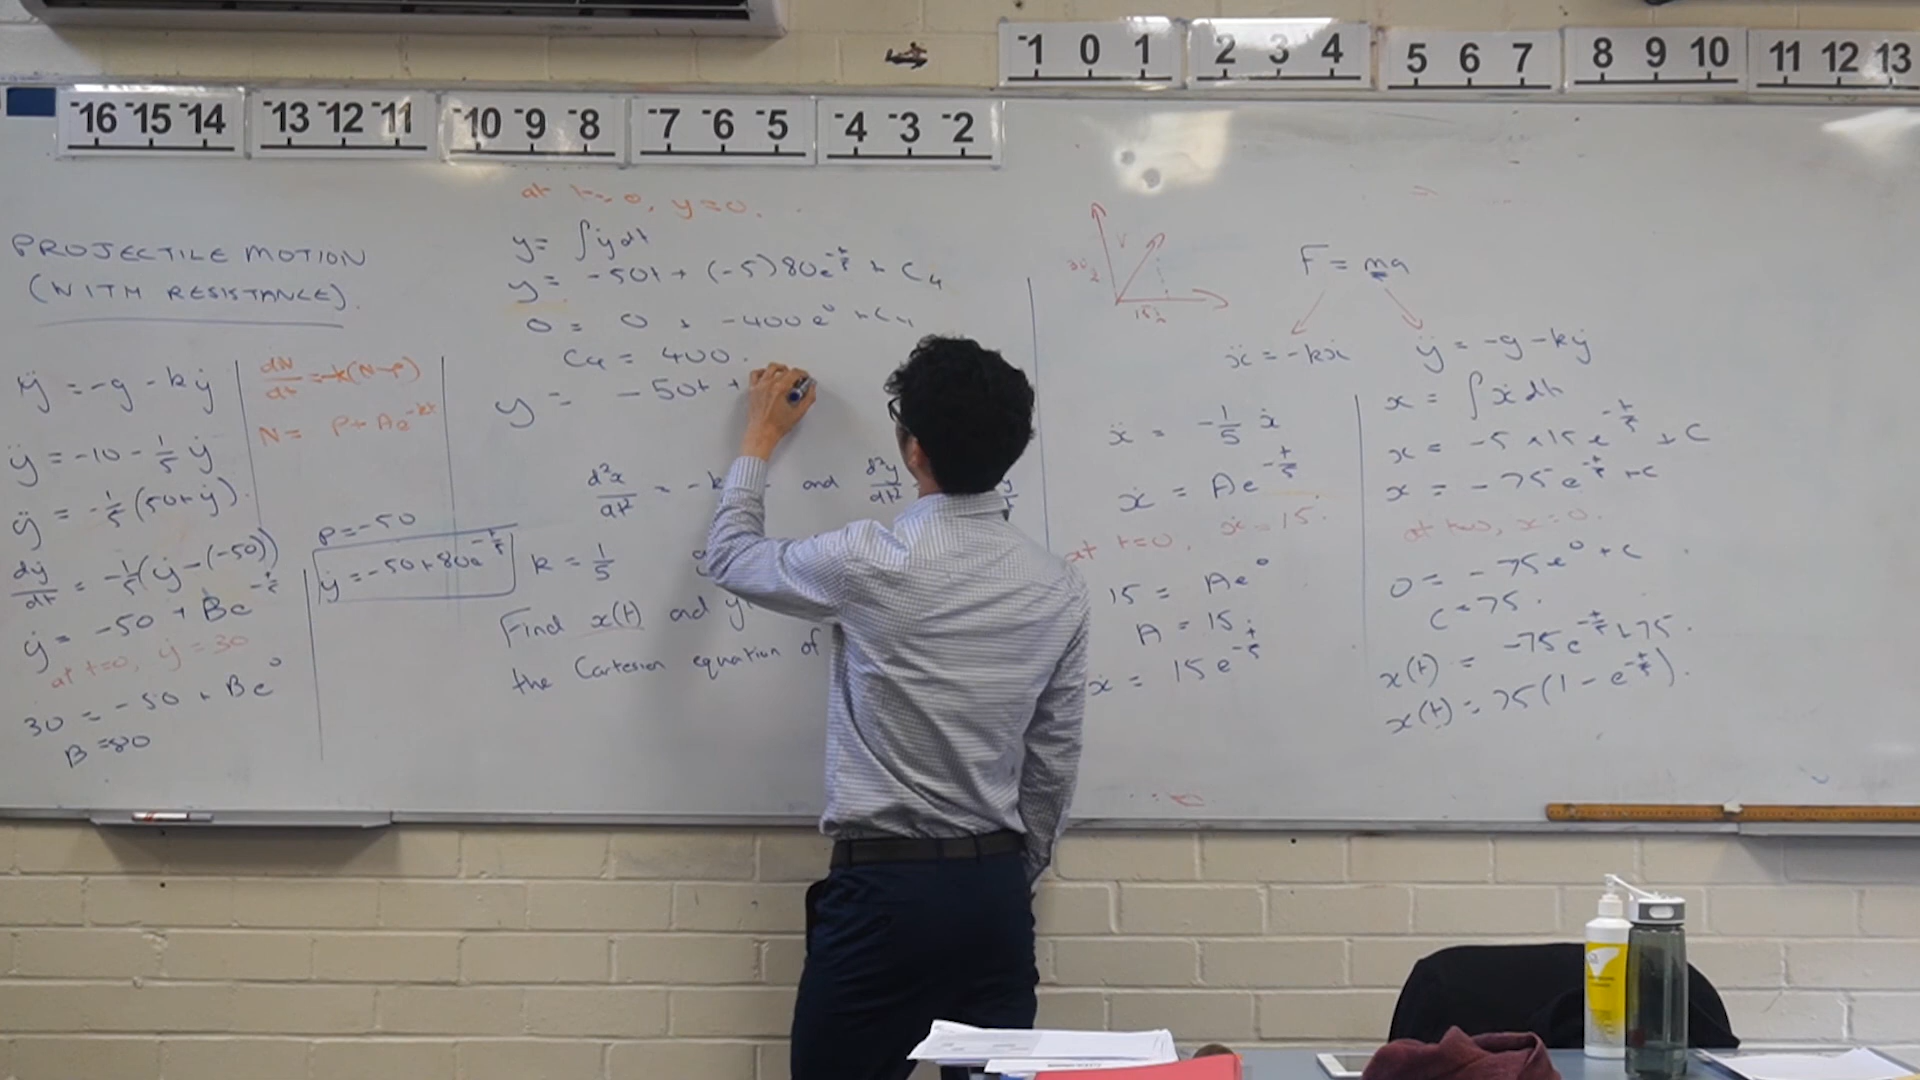 -16 -15 -14 -13 -12 -11 -10 -9 -8 -7 -6 -5 -4 -3 -2 -1 0 1 2 3 4 5 6 7 8 9 10 11 12 13
PROJECTILE MOTION
(WITH RESISTANCE).
ÿ = -g - kẏ
ÿ = -10 - 1/5 ẏ
ÿ = -1/5 (50 + ẏ)
dẏ/dt = -1/5 (ẏ - (-50))
ẏ = -50 + Be^(-t/5)
at t=0, ẏ = 30
30 = -50 + Be^0
B = 80
dN/dt = -k(N-P)
N = P + Ae^(-kt)
P = -50
ẏ = -50 + 80e^(-t/5)
at t=0, y=0.
y = ∫ẏdt
y = -50t + (-5)80e^(-t/5) + C4
0 = 0 + -400e^0 + C4
C4 = 400.
y = -50t +
d²x/dt² = -k
and d²y/dt²
k = 1/5
Find x(t) and y
the Cartesian equation of
V
F = ma
ẍ = -kẋ
ÿ = -g - kẏ
ẍ = -1/5 ẋ
ẋ = Ae^(-t/5)
at t=0, ẋ = 15.
15 = Ae^0
A = 15.
ẋ = 15e^(-t/5)
x = ∫ẋdt
x = -5 × 15e^(-t/5) + C
x = -75e^(-t/5) + C
at t=0, x=0.
0 = -75e^0 + C
C = 75.
x(t) = -75e^(-t/5) + 75.
x(t) = 75(1 - e^(-t/5)).